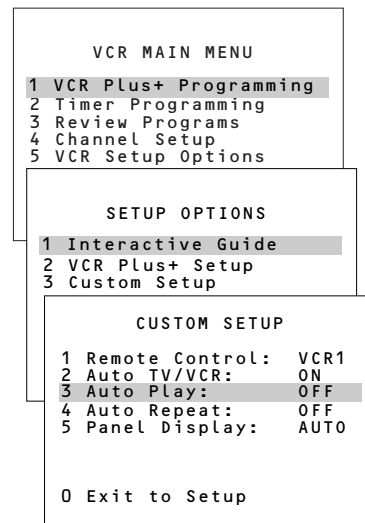 VCR MAIN MENU
1 VCR Plus+ Programming
2 Timer Programming
3 Review Programs
4 Channel Setup
5 VCR Setup Options
SETUP OPTIONS
1 Interactive Guide
2 VCR Plus+ Setup
3 Custom Setup
CUSTOM SETUP
1 Remote Control: VCR1
2 Auto TV/VCR: ON
3 Auto Play: OFF
4 Auto Repeat: OFF
5 Panel Display: AUTO
0 Exit to Setup